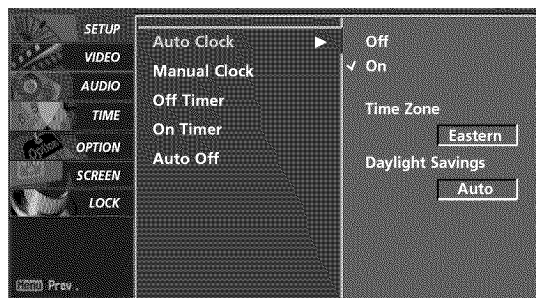 SETUP
VIDEO
AUDIO
TIME
OPTION
SCREEN
LOCK
Menu Prev.
Auto Clock ▶
Manual Clock
Off Timer
On Timer
Auto Off
Off
✓ On
Time Zone
Eastern
Daylight Savings
Auto